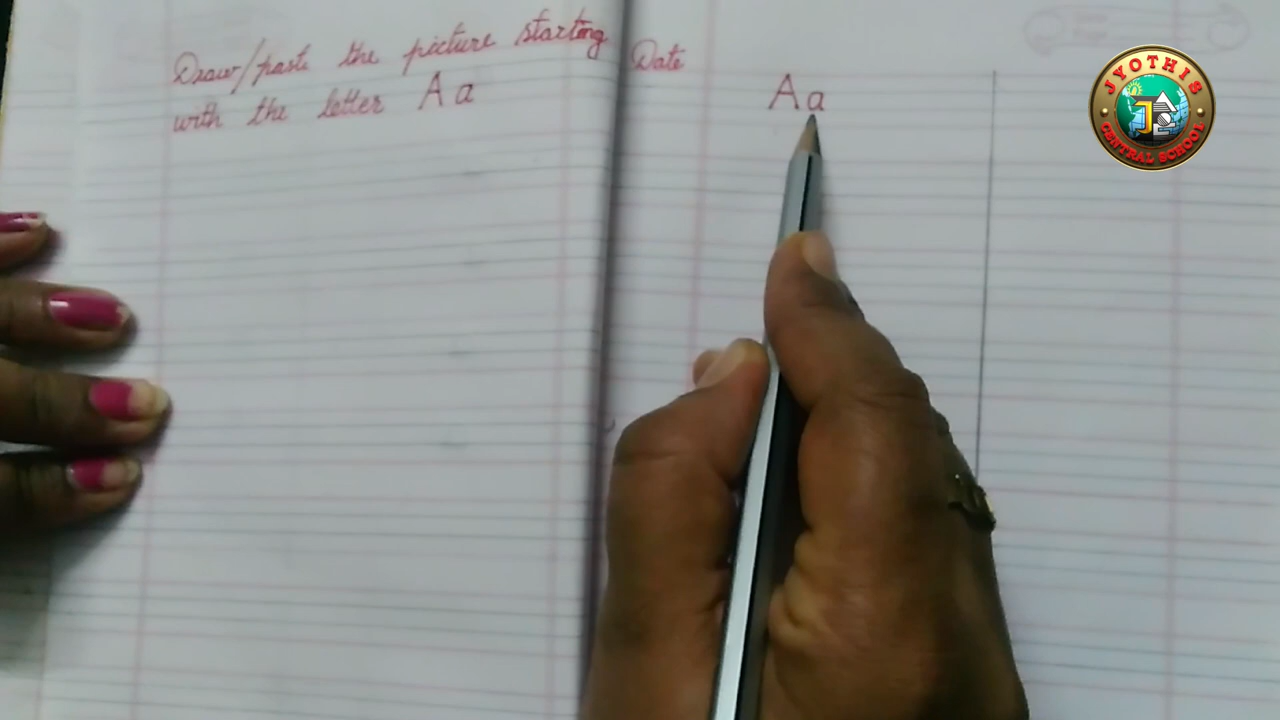 Draw/paste the picture starting
with the letter A a
Date
A a
JYOTHIS
CENTRAL SCHOOL